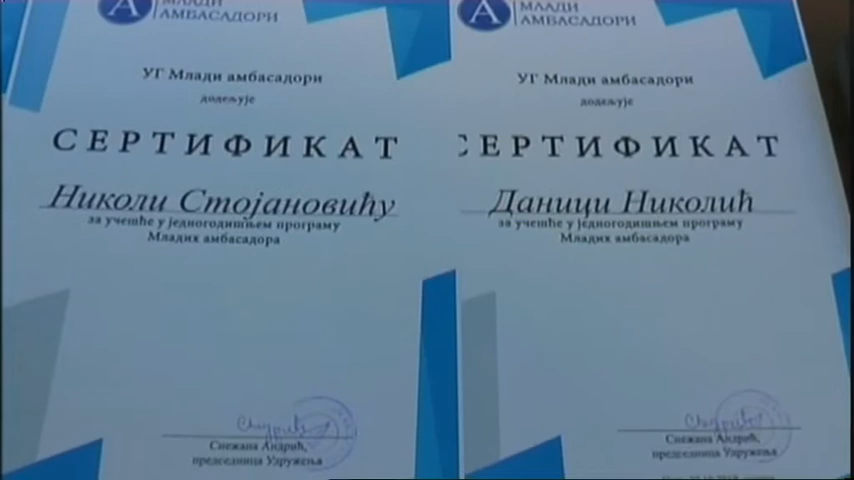 МЛАДИ
АМБАСАДОРИ
УГ Млади амбасадори
додељује
СЕРТИФИКАТ
Николи Стојановићу
за учешће у једногодишњем програму
Младих амбасадора
Снежана Андрић,
председница Удружења
МЛАДИ
АМБАСАДОРИ
УГ Млади амбасадори
додељује
СЕРТИФИКАТ
Даници Николић
за учешће у једногодишњем програму
Младих амбасадора
Снежана Андрић,
председница Удружења